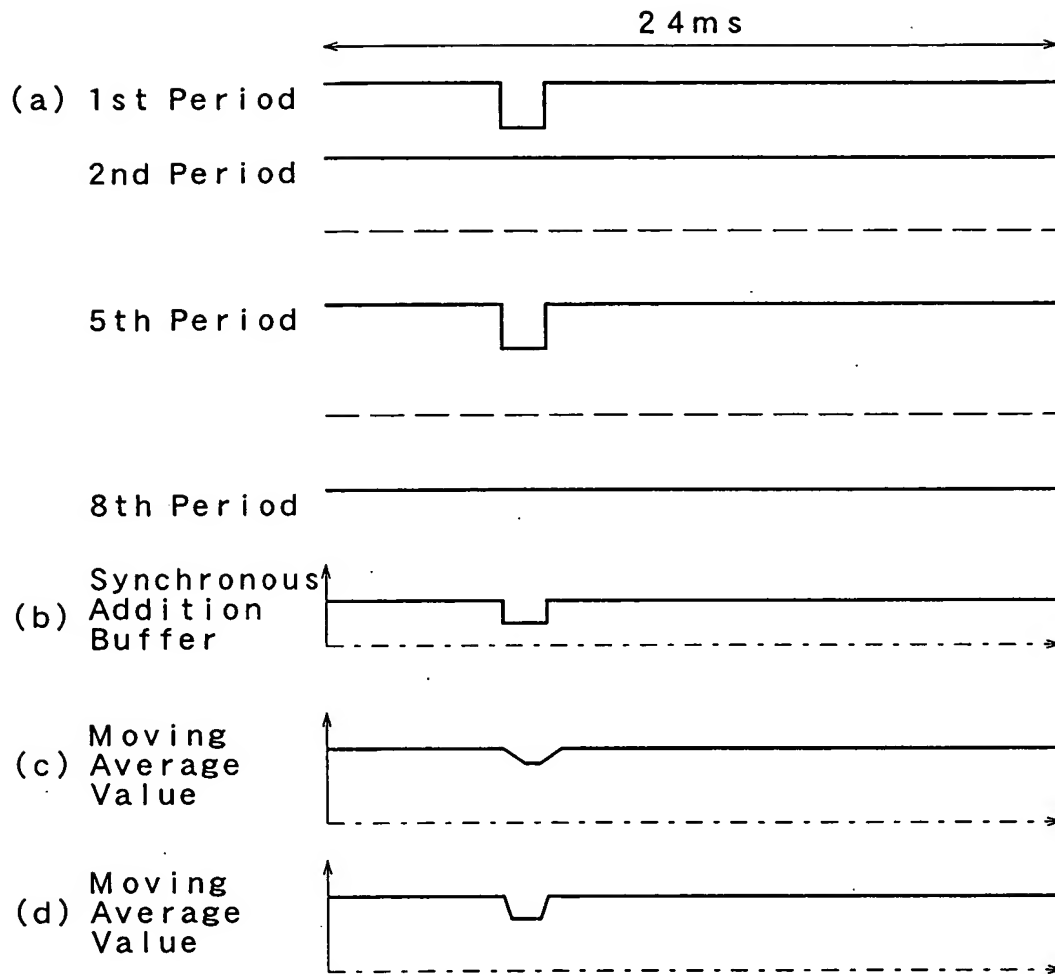 24ms
(a) 1st Period
2nd Period
5th Period
8th Period
(b) Synchronous
Addition
Buffer
(c) Moving
Average
Value
(d) Moving
Average
Value